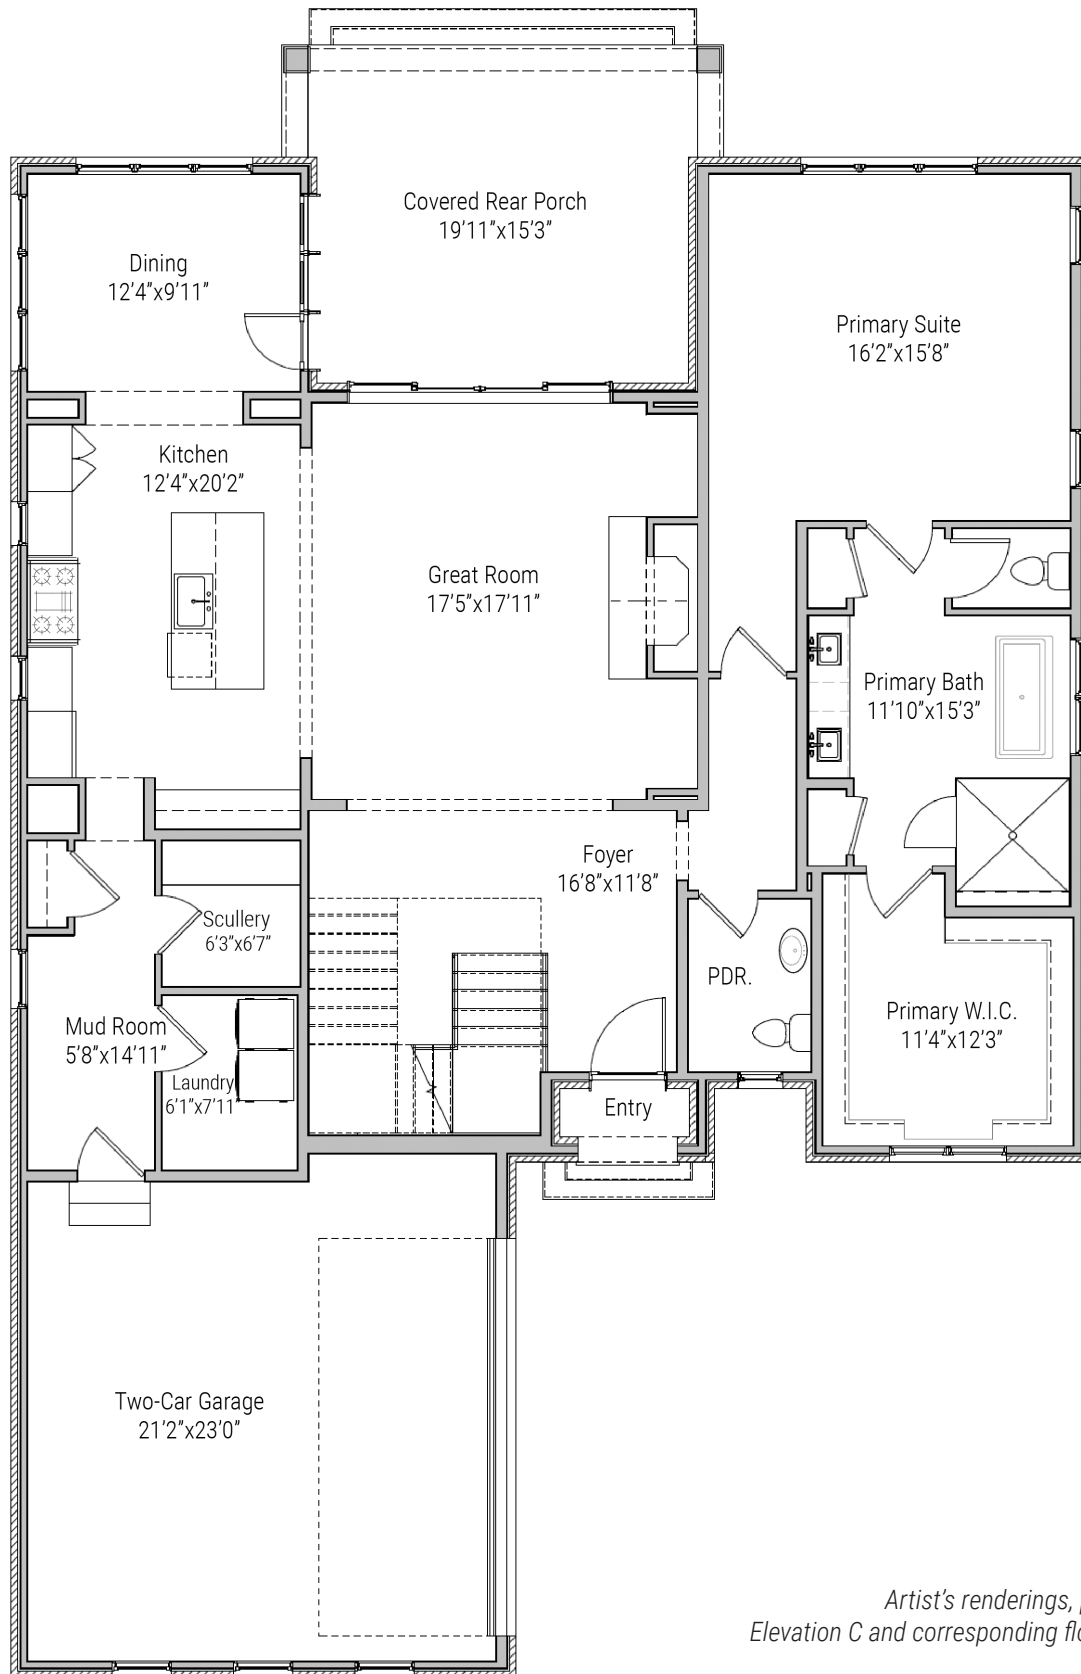 Covered Rear Porch
19'11"x15'3"
Dining
12'4"x9'11"
Primary Suite
16'2"x15'8"
Kitchen
12'4"x20'2"
Great Room
17'5"x17'11"
Primary Bath
11'10"x15'3"
Foyer
16'8"x11'8"
Scullery
6'3"x6'7"
PDR.
Mud Room
5'8"x14'11"
Primary W.I.C.
11'4"x12'3"
Laundry
6'1"x7'11"
Entry
Two-Car Garage
21'2"x23'0"
Artist's renderings,
Elevation C and corresponding